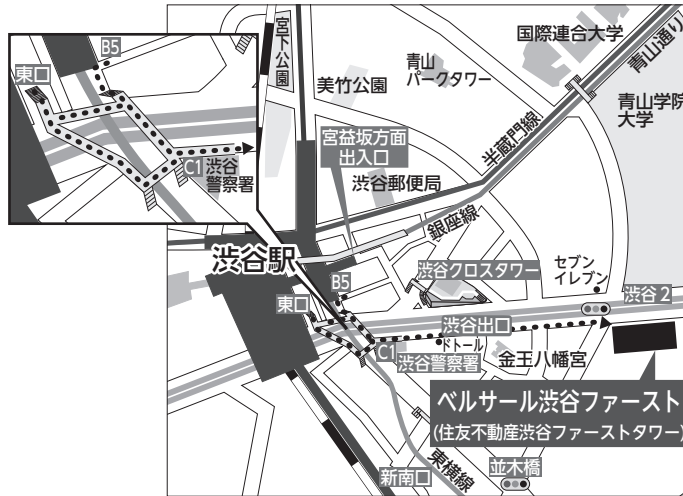 B5
東口
C1
渋谷
警察署
宮下公園
美竹公園
青山
パークタワー
国際連合大学
青山通り
青山学院
大学
半蔵門線
宮益坂方面
出入口
渋谷郵便局
銀座線
渋谷駅
B5
渋谷クロスタワー
セブン
イレブン
渋谷2
東口
渋谷出口
C1
ドトール
渋谷警察署
金王八幡宮
ベルサール渋谷ファースト
(住友不動産渋谷ファーストタワー)
東横線
並木橋
新南口